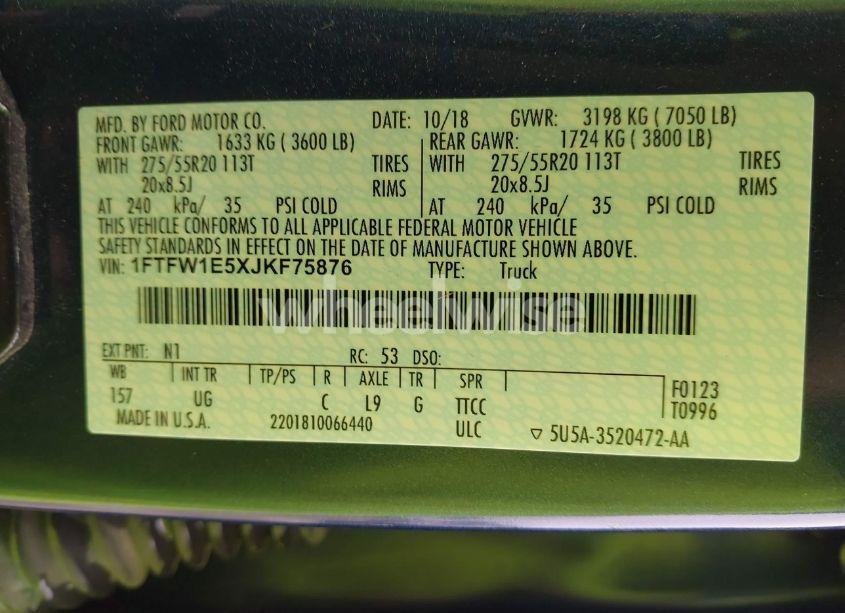 MFD. BY FORD MOTOR CO. DATE: 10/18 GVWR: 3198 KG ( 7050 LB)
FRONT GAWR: 1633 KG ( 3600 LB) REAR GAWR: 1724 KG ( 3800 LB)
WITH 275/55R20 113T TIRES WITH 275/55R20 113T TIRES
20x8.5J RIMS 20x8.5J RIMS
AT 240 kPa/ 35 PSI COLD AT 240 kPa/ 35 PSI COLD
THIS VEHICLE CONFORMS TO ALL APPLICABLE FEDERAL MOTOR VEHICLE
SAFETY STANDARDS IN EFFECT ON THE DATE OF MANUFACTURE SHOWN ABOVE.
VIN: 1FTFW1E5XJKF75876 TYPE: Truck
wheelwise
EXT PNT: N1 RC: 53 DSO:
WB INT TR TP/PS R AXLE TR SPR F0123
157 UG C L9 G TTCC T0996
MADE IN U.S.A. 2201810066440 ULC ▽ 5U5A-3520472-AA